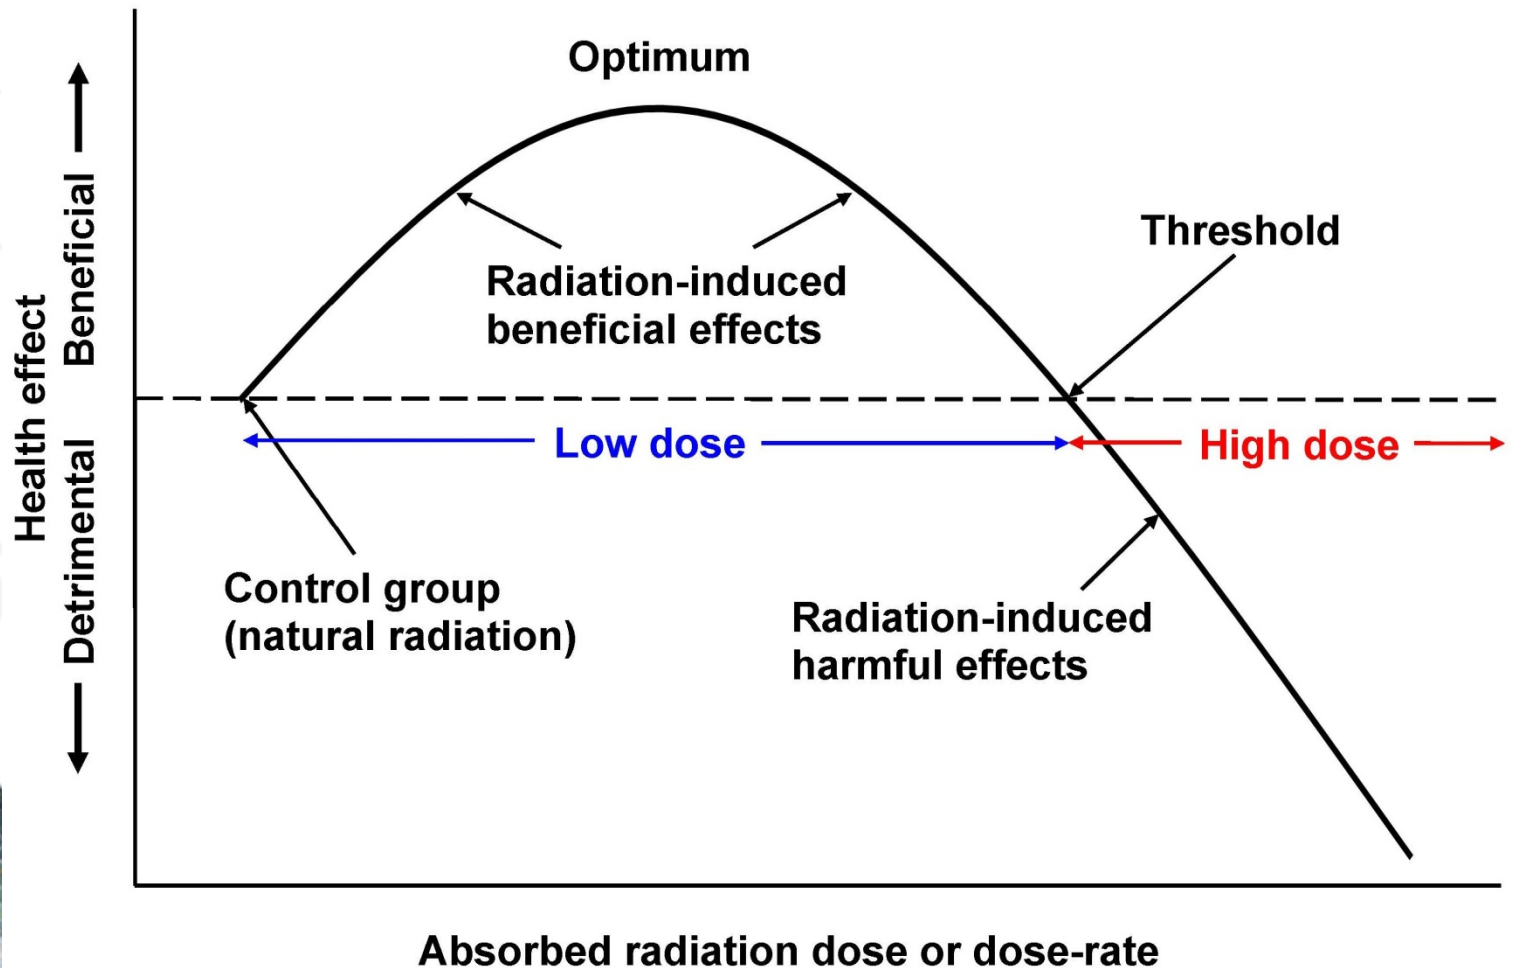 Optimum
Threshold
Radiation-induced
beneficial effects
Health effect
Beneficial
Detrimental
Low dose
High dose
Control group
(natural radiation)
Radiation-induced
harmful effects
Absorbed radiation dose or dose-rate